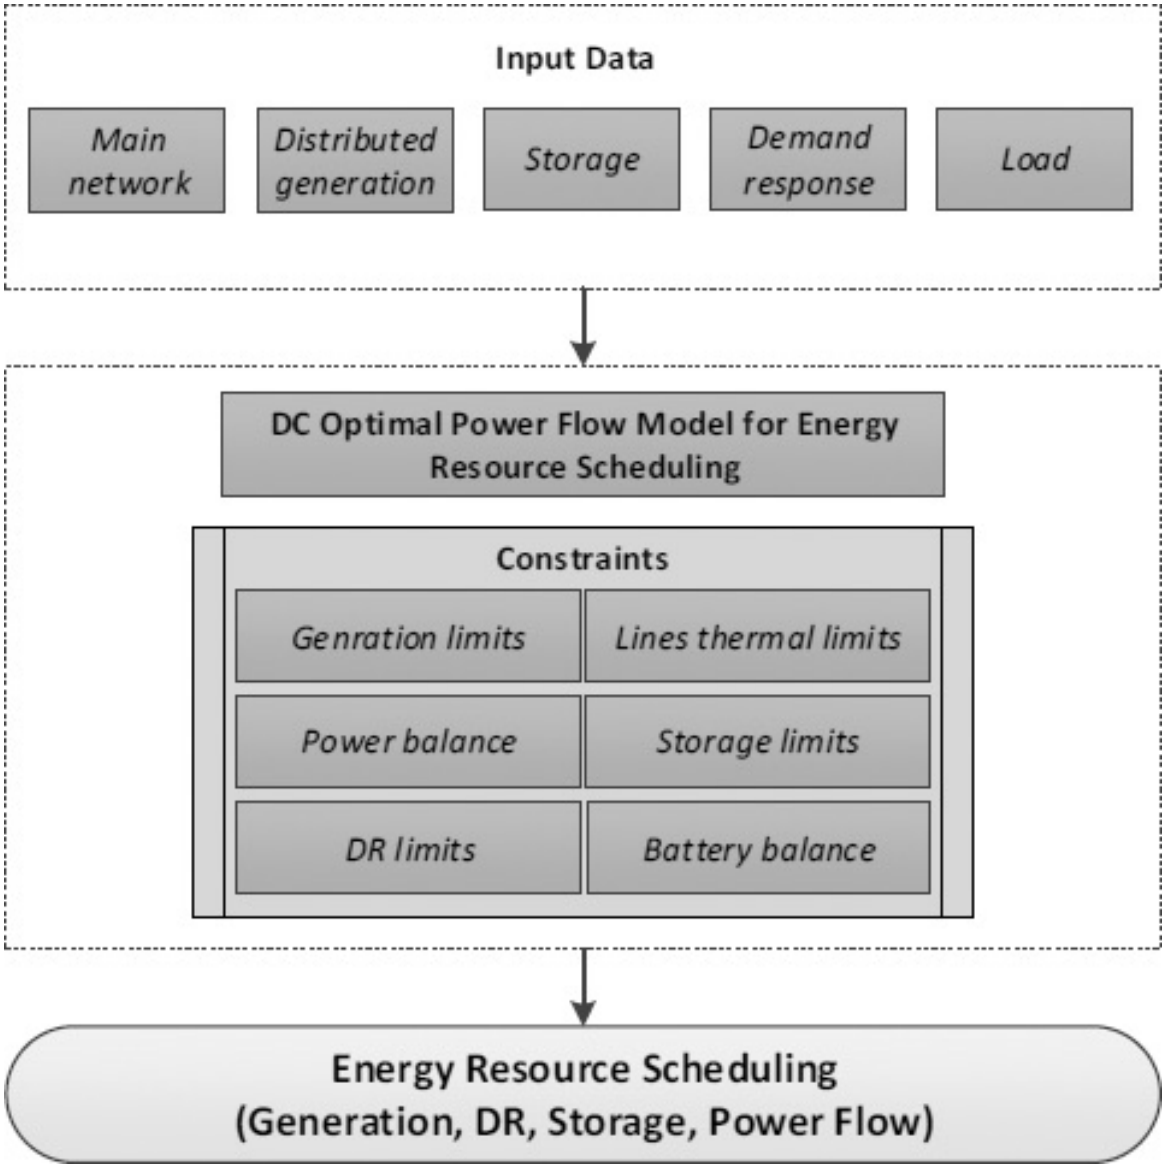 Input Data
Main
network
Distributed
generation
Storage
Demand
response
Load
DC Optimal Power Flow Model for Energy
Resource Scheduling
Constraints
Genration limits
Lines thermal limits
Power balance
Storage limits
DR limits
Battery balance
Energy Resource Scheduling
(Generation, DR, Storage, Power Flow)